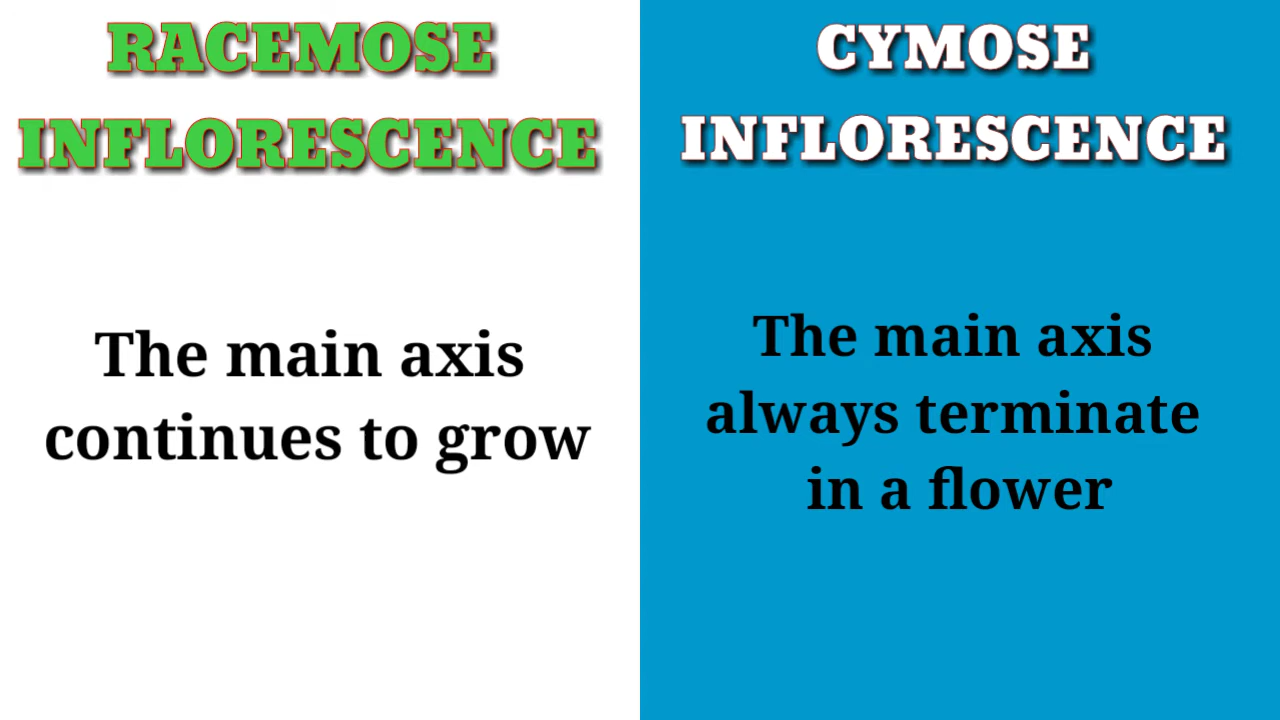 RACEMOSE
INFLORESCENCE
The main axis
continues to grow
CYMOSE
INFLORESCENCE
The main axis
always terminate
in a flower